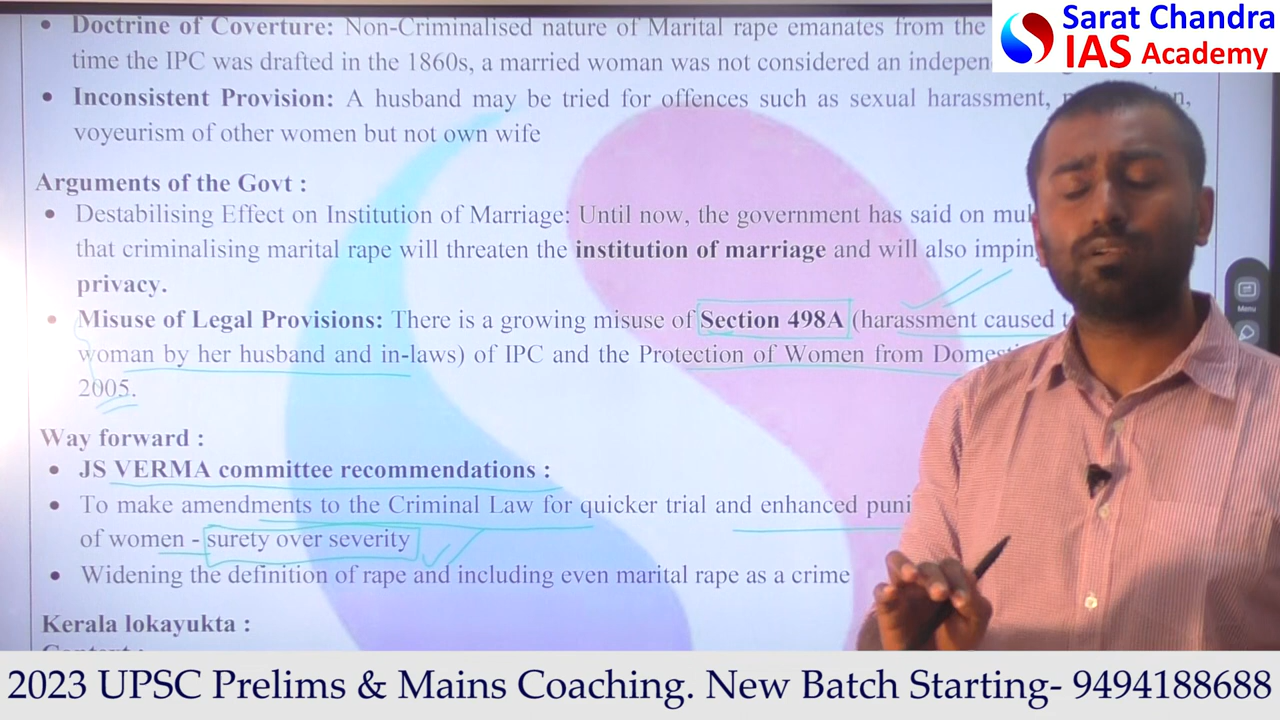 Sarat Chandra
IAS Academy
• Doctrine of Coverture: Non-Criminalised nature of Marital rape emanates from the
time the IPC was drafted in the 1860s, a married woman was not considered an
• Inconsistent Provision: A husband may be tried for offences such as sexual harassment,
voyeurism of other women but not own wife
Arguments of the Govt :
• Destabilising Effect on Institution of Marriage: Until now, the government has said on
that criminalising marital rape will threaten the institution of marriage and will also
privacy.
• Misuse of Legal Provisions: There is a growing misuse of Section 498A (harassment caused
woman by her husband and in-laws) of IPC and the Protection of Women from
2005.
Way forward :
• JS VERMA committee recommendations :
• To make amendments to the Criminal Law for quicker trial and enhanced
of women - surety over severity
• Widening the definition of rape and including even marital rape as a crime
Kerala lokayukta :
Menu
2023 UPSC Prelims & Mains Coaching. New Batch Starting- 9494188688